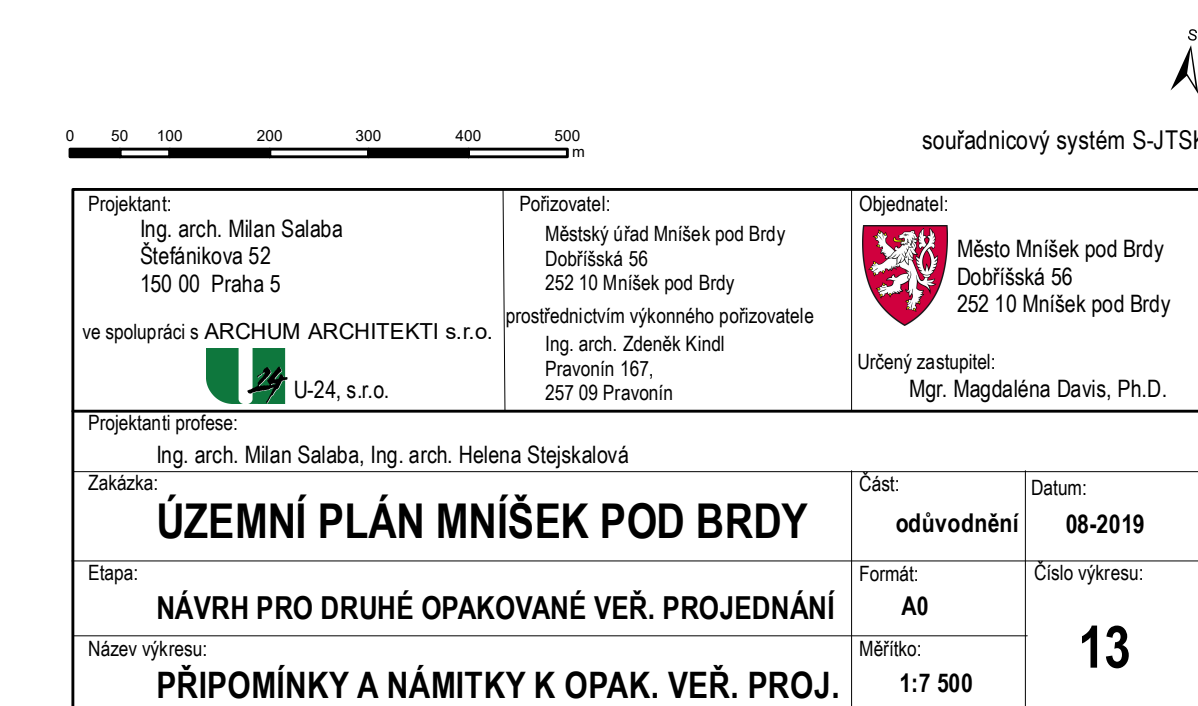 S
0 50 100 200 300 400 500
m
souřadnicový systém S-JTSK
Projektant:
Ing. arch. Milan Salaba
Štefánikova 52
150 00 Praha 5
ve spolupráci s ARCHUM ARCHITEKTI s.r.o.
U 24 U-24, s.r.o.
Pořizovatel:
Městský úřad Mníšek pod Brdy
Dobříšská 56
252 10 Mníšek pod Brdy
prostřednictvím výkonného pořizovatele
Ing. arch. Zdeněk Kindl
Pravonín 167,
257 09 Pravonín
Objednatel:
Město Mníšek pod Brdy
Dobříšská 56
252 10 Mníšek pod Brdy
Určený zastupitel:
Mgr. Magdaléna Davis, Ph.D.
Projektanti profese:
Ing. arch. Milan Salaba, Ing. arch. Helena Stejskalová
Zakázka:
ÚZEMNÍ PLÁN MNÍŠEK POD BRDY
Část:
odůvodnění
Datum:
08-2019
Etapa:
NÁVRH PRO DRUHÉ OPAKOVANÉ VEŘ. PROJEDNÁNÍ
Formát:
A0
Číslo výkresu:
13
Název výkresu:
PŘIPOMÍNKY A NÁMITKY K OPAK. VEŘ. PROJ.
Měřítko:
1:7 500